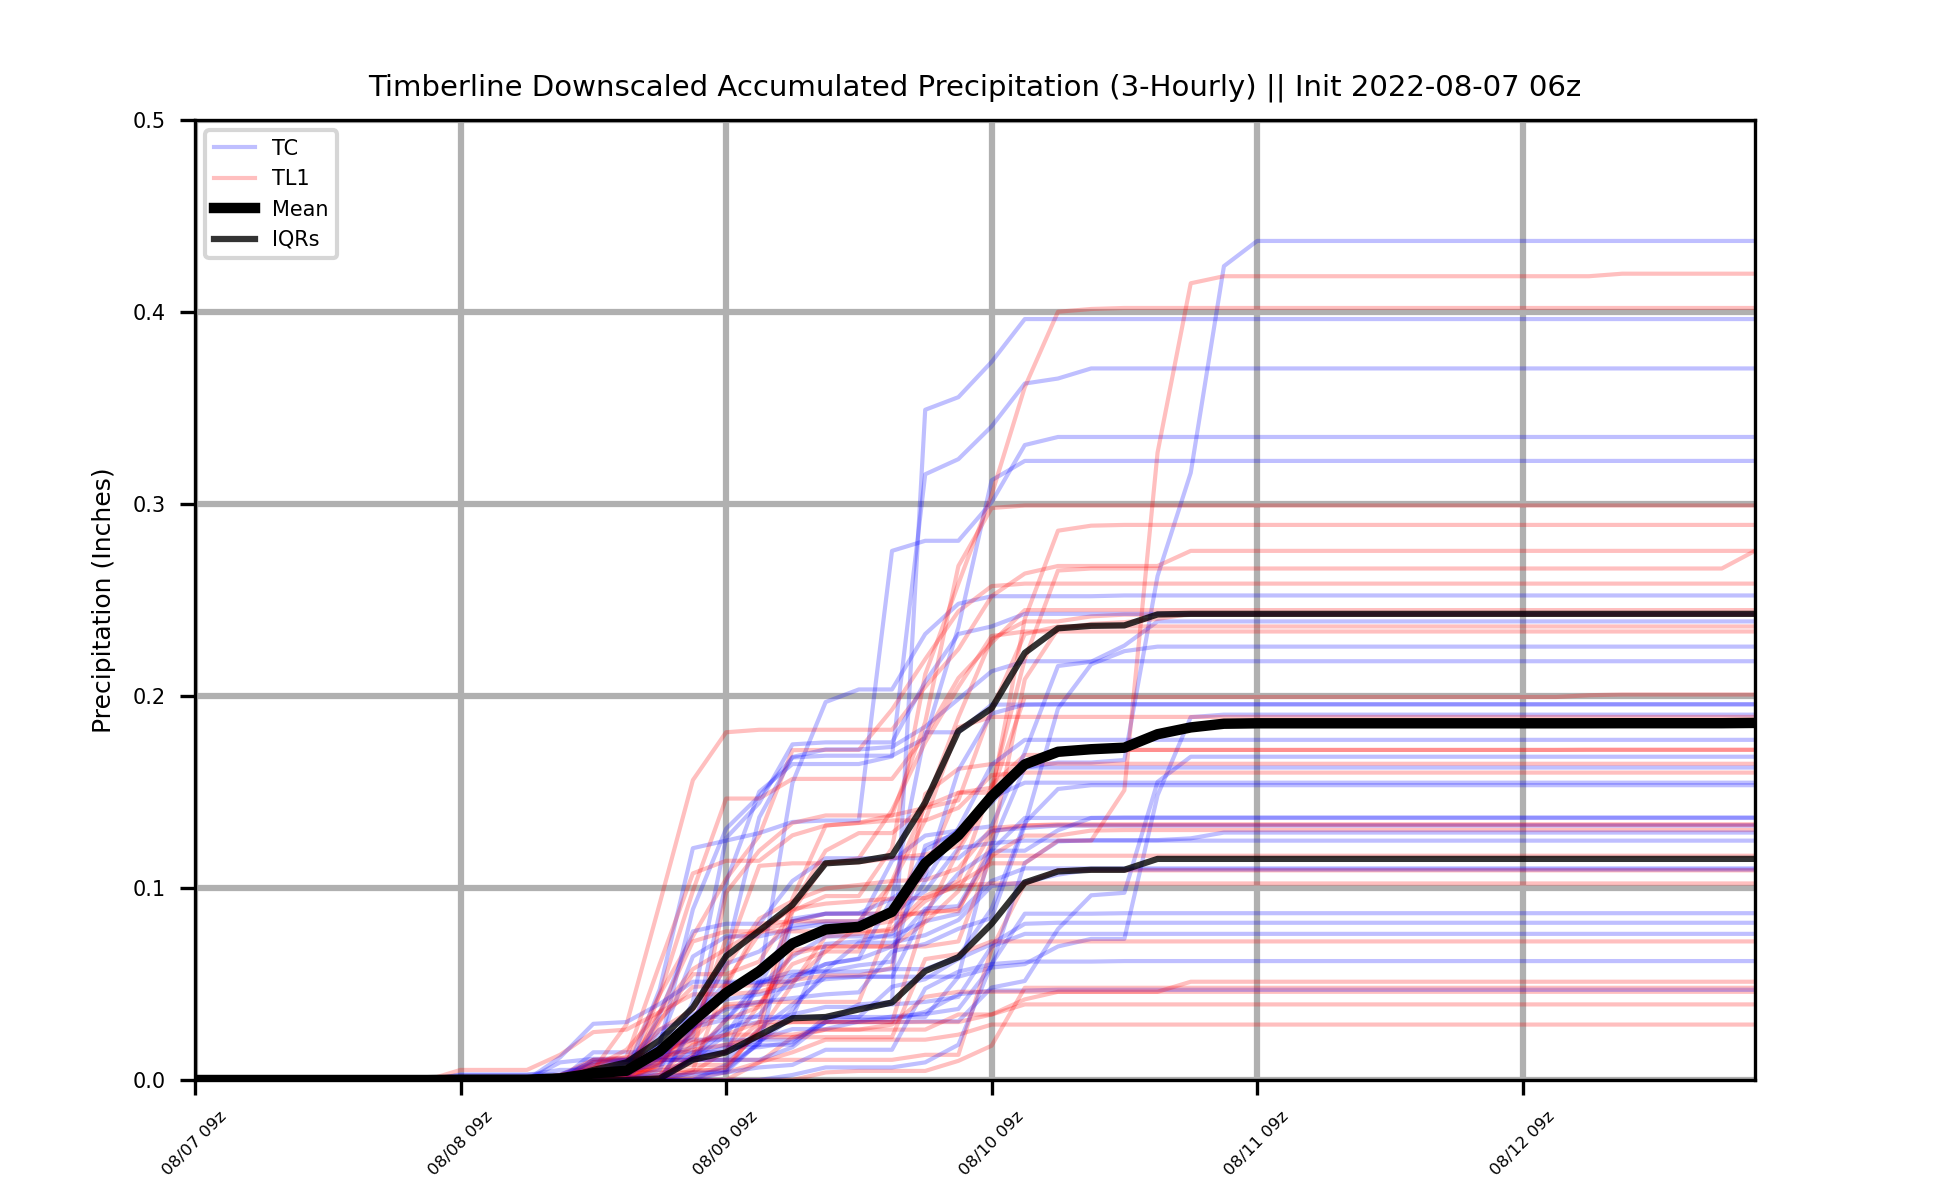 Timberline Downscaled Accumulated Precipitation (3-Hourly) || Init 2022-08-07 06z
TC
TL1
Mean
IQRs
Precipitation (Inches)
0.5
0.4
0.3
0.2
0.1
0.0
08/07 09z
08/08 09z
08/09 09z
08/10 09z
08/11 09z
08/12 09z